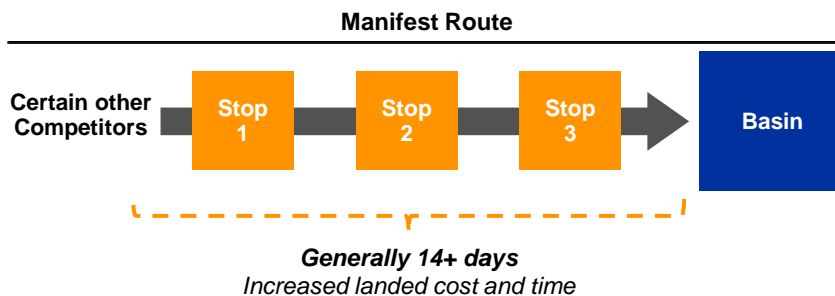 Manifest Route
Certain other
Competitors
Stop
1
Stop
2
Stop
3
Basin
Generally 14+ days
Increased landed cost and time